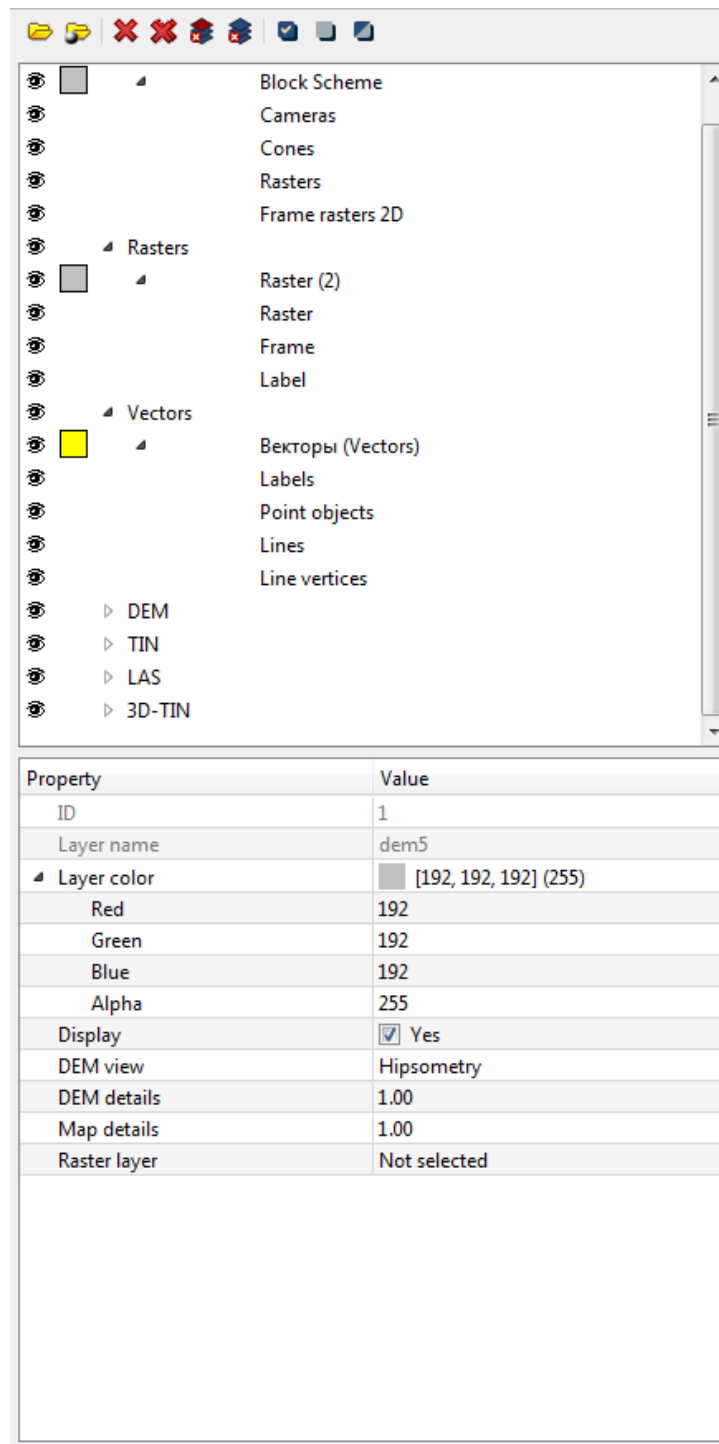 Block Scheme
Cameras
Cones
Rasters
Frame rasters 2D
Rasters
Raster (2)
Raster
Frame
Label
Vectors
Векторы (Vectors)
Labels
Point objects
Lines
Line vertices
DEM
TIN
LAS
3D-TIN
Property Value
ID 1
Layer name dem5
Layer color [192, 192, 192] (255)
Red 192
Green 192
Blue 192
Alpha 255
Display Yes
DEM view Hipsometry
DEM details 1.00
Map details 1.00
Raster layer Not selected